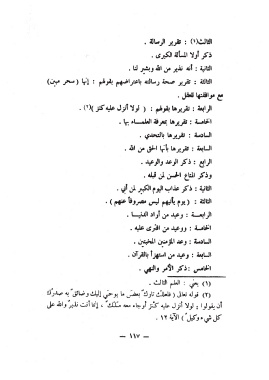 الثالث(١) : تقرير الرسالة .
ذكر أولا المسألة الكبرى .
الثانية : أنه نذير من الله وبشير لنا .
الثالثة : تقرير صحة رسالته باعتراضهم بقولهم : إنها (سحر مبين)
مع موافقتها للعقل .
الرابعة : تقريرها بقولهم : ( لولا أنزل عليه كنز )(٢) .
الخامسة : تقريرها بمعرفة العلماء بها .
السادسة : تقريرها بالتحدي .
السابعة : تقريرها بأنها الحق من الله .
الرابع : ذكر الوعد والوعيد .
وذكر المتاع الحسن لمن قبله .
الثانية : ذكر عذاب اليوم الكبير لمن أبى .
الثالثة : ( يوم يأتيهم ليس مصروفاً عنهم ) .
الرابعة : وعيد من أراد الدنيا .
الخامسة : ووعيد من افترى عليه .
السادسة : وعد المؤمنين المخبتين .
السابعة : وعيد من استهزأ بالقرآن .
الخامس : ذكر الأمر والنهي .
(١) يعني : العلم الثالث .
(٢) قوله تعالى ( فلعلك تارك بعض ما يوحى إليك وضائق به صدرك
أن يقولوا : لولا أنزل عليه كنز أو جاء معه ملك ، إنما أنت نذير والله على
كل شيء وكيل ) الآية ١٢ .
— ١١٧ —